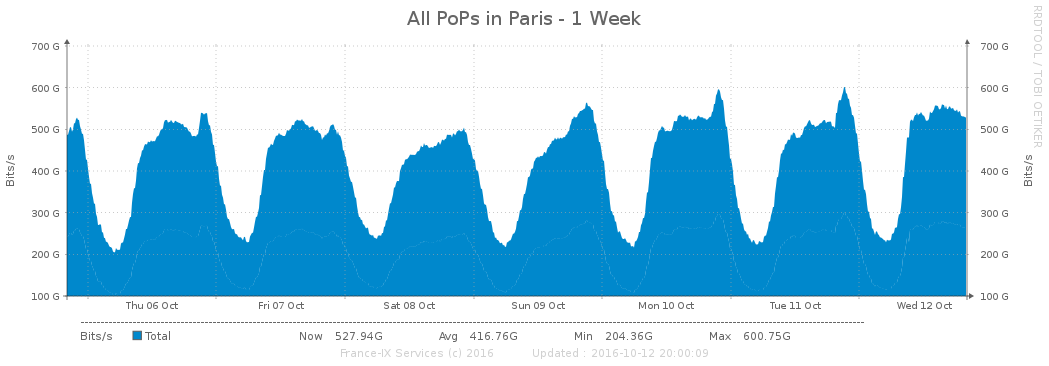 All PoPs in Paris - 1 Week
RRDTOOL / TOBI OETIKER
700 G 700 G
600 G 600 G
500 G 500 G
400 G 400 G
300 G 300 G
200 G 200 G
100 G 100 G
Bits/s Bits/s
Thu 06 Oct Fri 07 Oct Sat 08 Oct Sun 09 Oct Mon 10 Oct Tue 11 Oct Wed 12 Oct
Bits/s Total Now 527.94G Avg 416.76G Min 204.36G Max 600.75G
France-IX Services (c) 2016 Updated : 2016-10-12 20:00:09